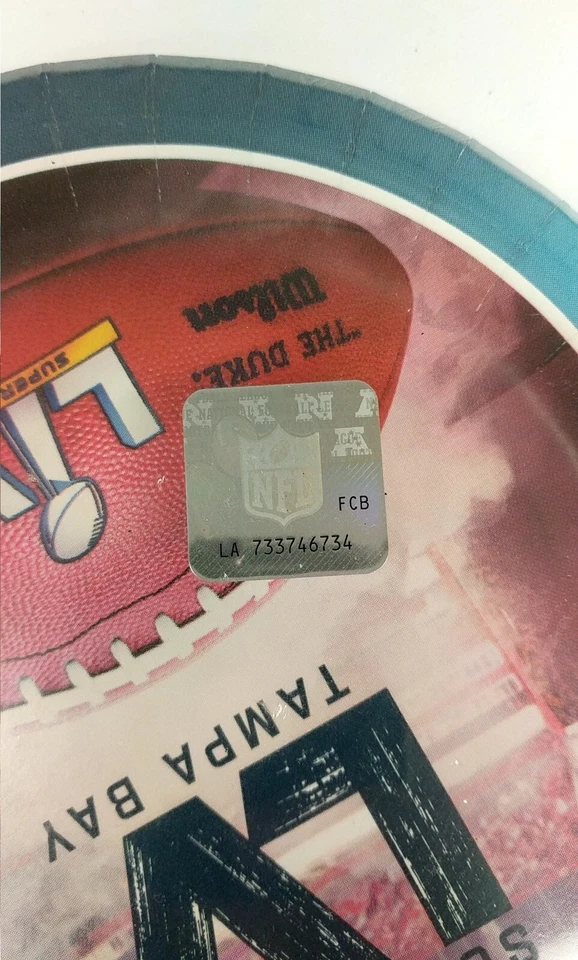 Wilson
"THE DUKE"
SUPER
LV
NFL
FCB
LA 733746734
TAMPA BAY
LV